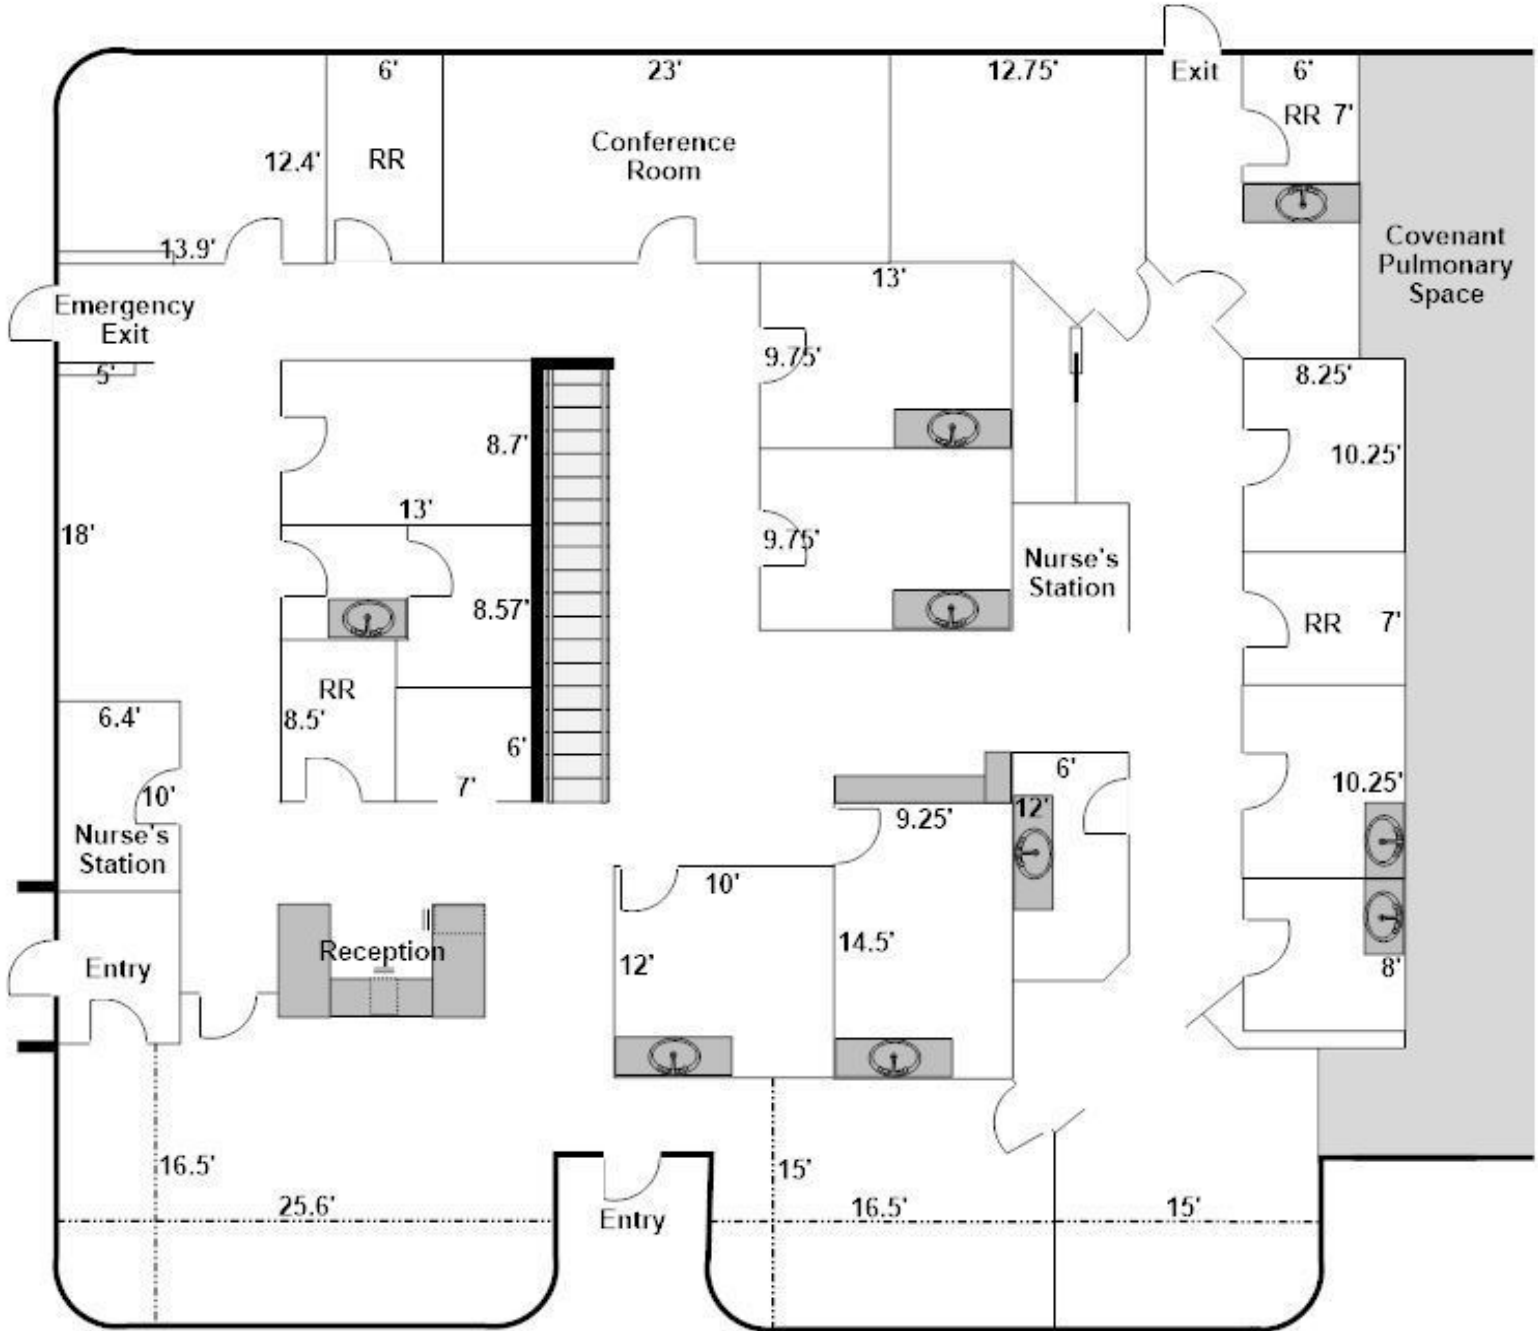 6'
23'
12.75'
Exit
6'
RR 7'
Conference
Room
12.4'
RR
13.9'
Covenant
Pulmonary
Space
Emergency
Exit
13'
9.75'
5'
8.25'
8.7'
10.25'
13'
18'
9.75'
Nurse's
Station
8.57'
RR 7'
RR
6.4'
8.5'
6'
6'
7'
10'
10.25'
9.25'
12'
Nurse's
Station
10'
14.5'
Reception
12'
Entry
8'
16.5'
15'
25.6'
16.5'
15'
Entry